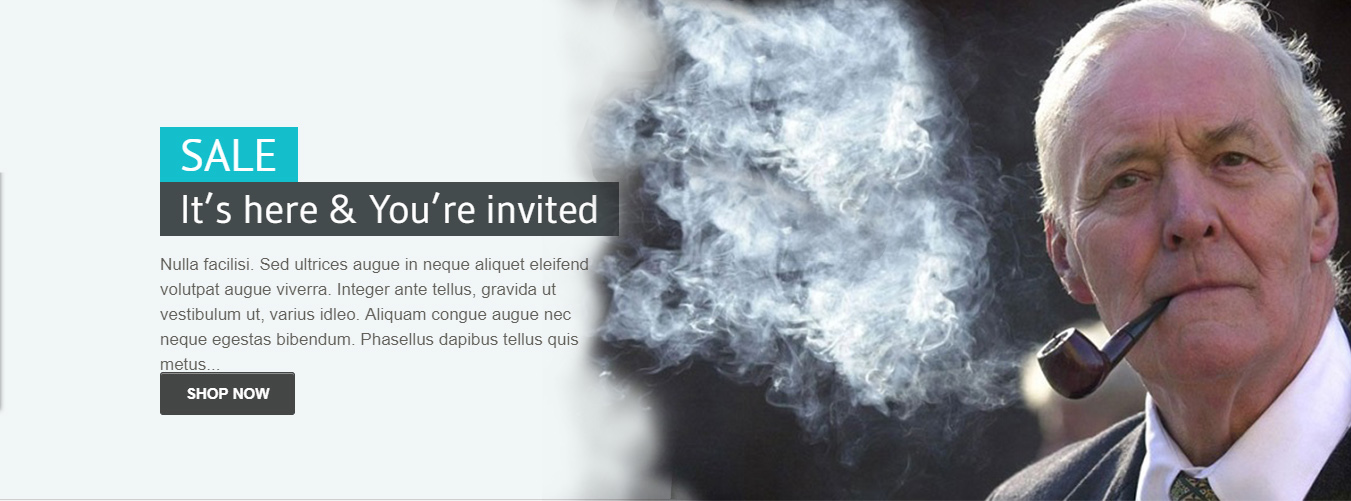 SALE
It's here & You're invited
Nulla facilisi. Sed ultrices augue in neque aliquet eleifend
volutpat augue viverra. Integer ante tellus, gravida ut
vestibulum ut, varius idleo. Aliquam congue augue nec
neque egestas bibendum. Phasellus dapibus tellus quis
metus...
SHOP NOW